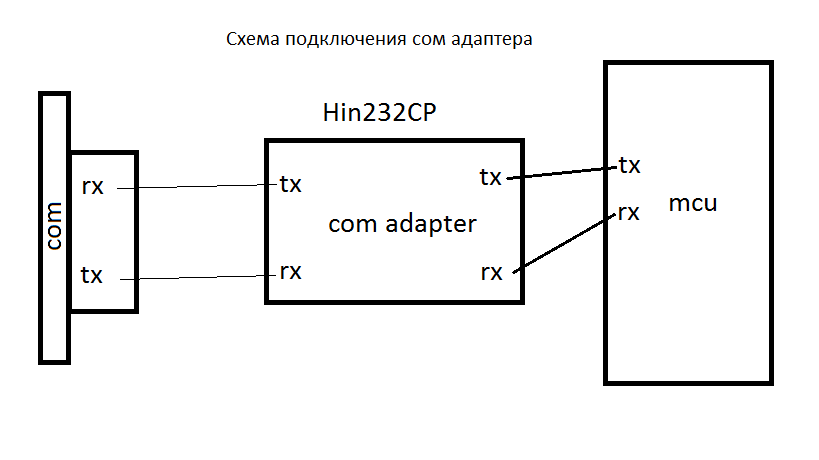 Схема подключения com адаптера
Hin232CP
com
rx
tx
tx
rx
com adapter
tx
rx
tx
rx
mcu